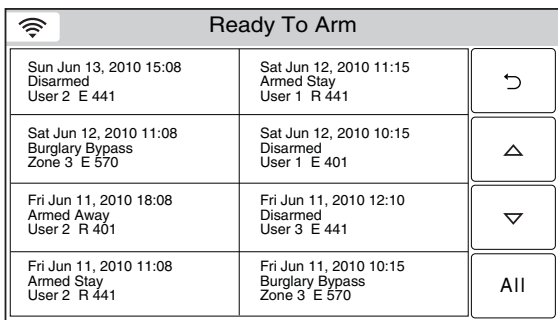 Ready To Arm
Sun Jun 13, 2010 15:08
Disarmed
User 2 E 441
Sat Jun 12, 2010 11:15
Armed Stay
User 1 R 441
Sat Jun 12, 2010 11:08
Burglary Bypass
Zone 3 E 570
Sat Jun 12, 2010 10:15
Disarmed
User 1 E 401
Fri Jun 11, 2010 18:08
Armed Away
User 2 R 401
Fri Jun 11, 2010 12:10
Disarmed
User 3 E 441
Fri Jun 11, 2010 11:08
Armed Stay
User 2 R 441
Fri Jun 11, 2010 10:15
Burglary Bypass
Zone 3 E 570
All